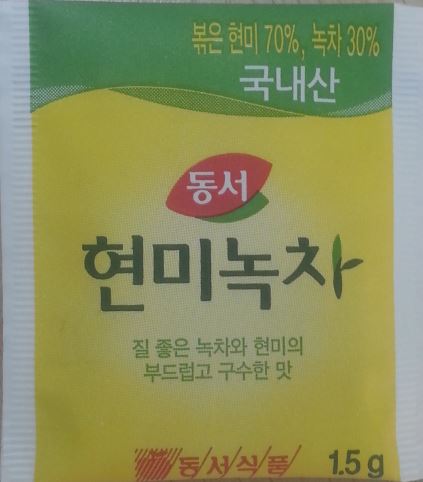 볶은 현미 70%, 녹차 30%
국내산
동서
현미녹차
질 좋은 녹차와 현미의
부드럽고 구수한 맛
동서식품 1.5 g